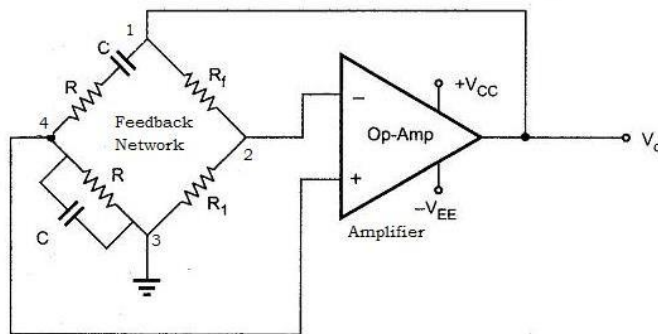 1
C
R
Rf
+VCC
4
Feedback
Network
2
−
Op-Amp
Vo
R
R1
+
−VEE
C
3
Amplifier